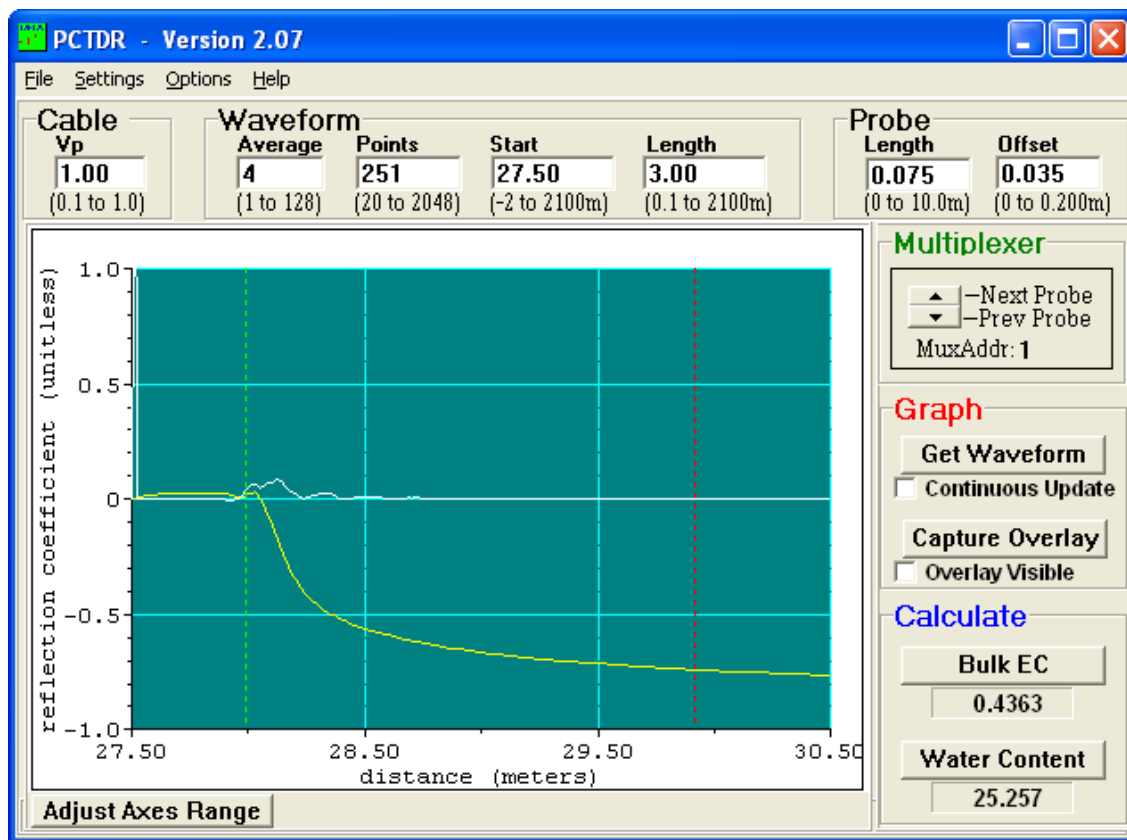 PCTDR - Version 2.07
File Settings Options Help
Cable
Vp
1.00
(0.1 to 1.0)
Waveform
Average Points Start Length
4 251 27.50 3.00
(1 to 128) (20 to 2048) (-2 to 2100m) (0.1 to 2100m)
Probe
Length Offset
0.075 0.035
(0 to 10.0m) (0 to 0.200m)
reflection coefficient (unitless)
1.0
0.5
0
-0.5
-1.0
27.50 28.50 29.50 30.50
distance (meters)
Adjust Axes Range
Multiplexer
—Next Probe
—Prev Probe
MuxAddr: 1
Graph
Get Waveform
Continuous Update
Capture Overlay
Overlay Visible
Calculate
Bulk EC
0.4363
Water Content
25.257